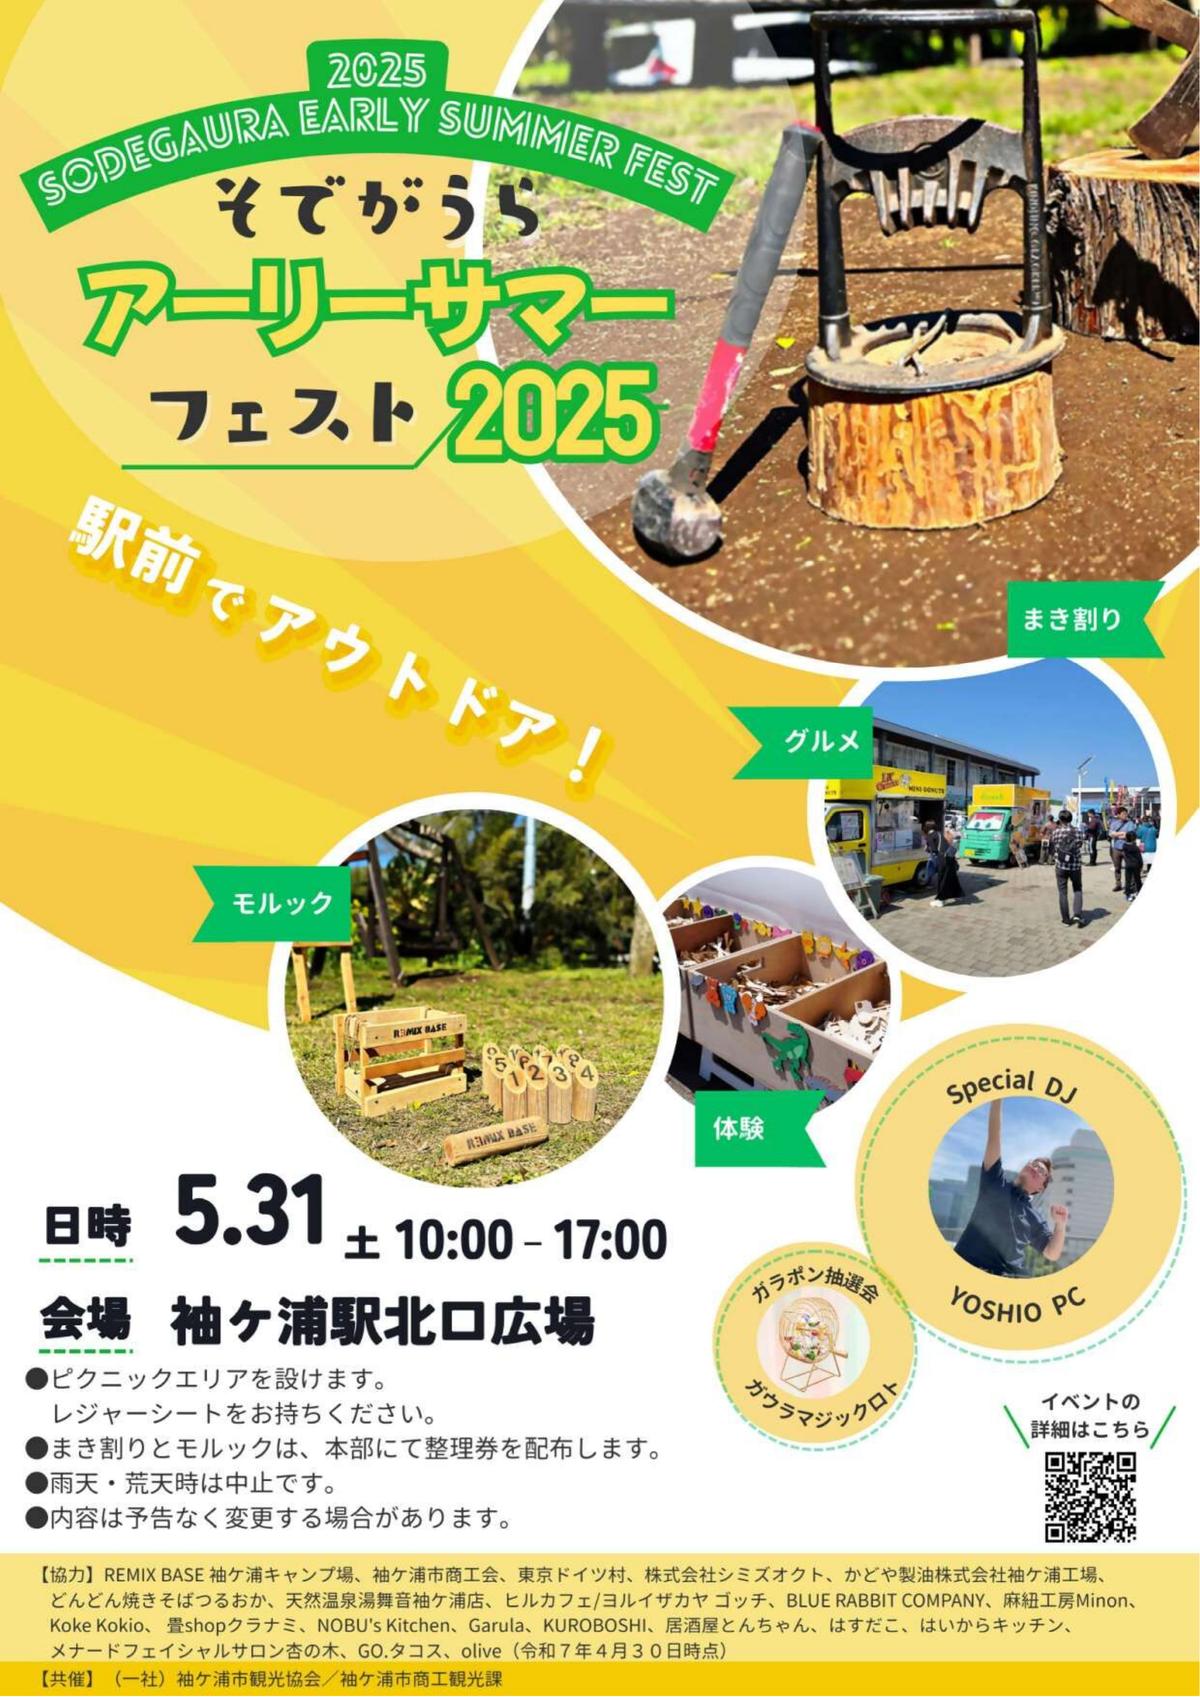 2025
SODEGAURA EARLY SUMMER FEST
そでがうら
アーリーサマー
フェスト2025
駅前でアウトドア！
まき割り
グルメ
MINI DONUTS
モルック
REMIX BASE
5
1 2 3 4
REMIX BASE
体験
Special DJ
YOSHIO PC
日時 5.31 土 10:00 – 17:00
会場 袖ケ浦駅北口広場
ガラポン抽選会
ガウラマジックロト
●ピクニックエリアを設けます。
レジャーシートをお持ちください。
●まき割りとモルックは、本部にて整理券を配布します。
●雨天・荒天時は中止です。
●内容は予告なく変更する場合があります。
イベントの
詳細はこちら
【協力】REMIX BASE 袖ケ浦キャンプ場、袖ケ浦市商工会、東京ドイツ村、株式会社シミズオクト、かどや製油株式会社袖ケ浦工場、
どんどん焼きそばつるおか、天然温泉湯舞音袖ケ浦店、ヒルカフェ/ヨルイザカヤ ゴッチ、BLUE RABBIT COMPANY、麻紐工房Minon、
Koke Kokio、 畳shopクラナミ、NOBU's Kitchen、Garula、KUROBOSHI、居酒屋とんちゃん、はすだこ、はいからキッチン、
メナードフェイシャルサロン杏の木、GO.タコス、olive（令和７年４月３０日時点）
【共催】（一社）袖ケ浦市観光協会／袖ケ浦市商工観光課